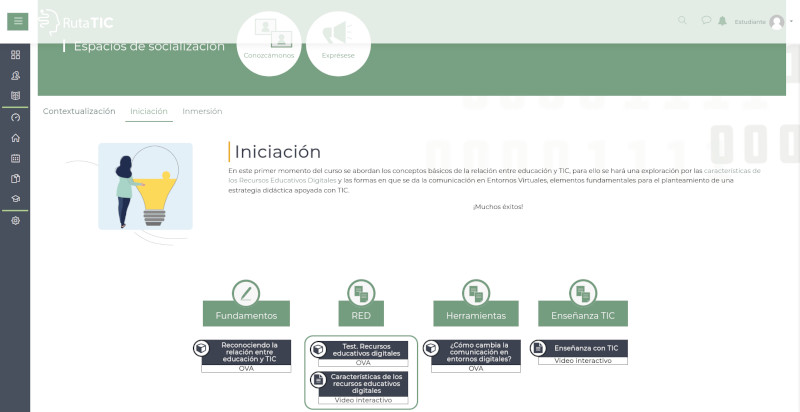 RutaTIC
Estudiante
Espacios de socialización
Conozcámonos
Exprésese
Contextualización
Iniciación
Inmersión
Iniciación
En este primer momento del curso se abordan los conceptos básicos de la relación entre educación y TIC, para ello se hará una exploración por las características de
los Recursos Educativos Digitales y las formas en que se da la comunicación en Entornos Virtuales, elementos fundamentales para el planteamiento de una
estrategia didáctica apoyada con TIC.
¡Muchos éxitos!
Fundamentos
RED
Herramientas
Enseñanza TIC
Reconociendo la
relación entre
educación y TIC
OVA
Test. Recursos
educativos digitales
OVA
Características de los
recursos educativos
digitales
Video Interactivo
¿Cómo cambia la
comunicación en
entornos digitales?
OVA
Enseñanza con TIC
Video interactivo